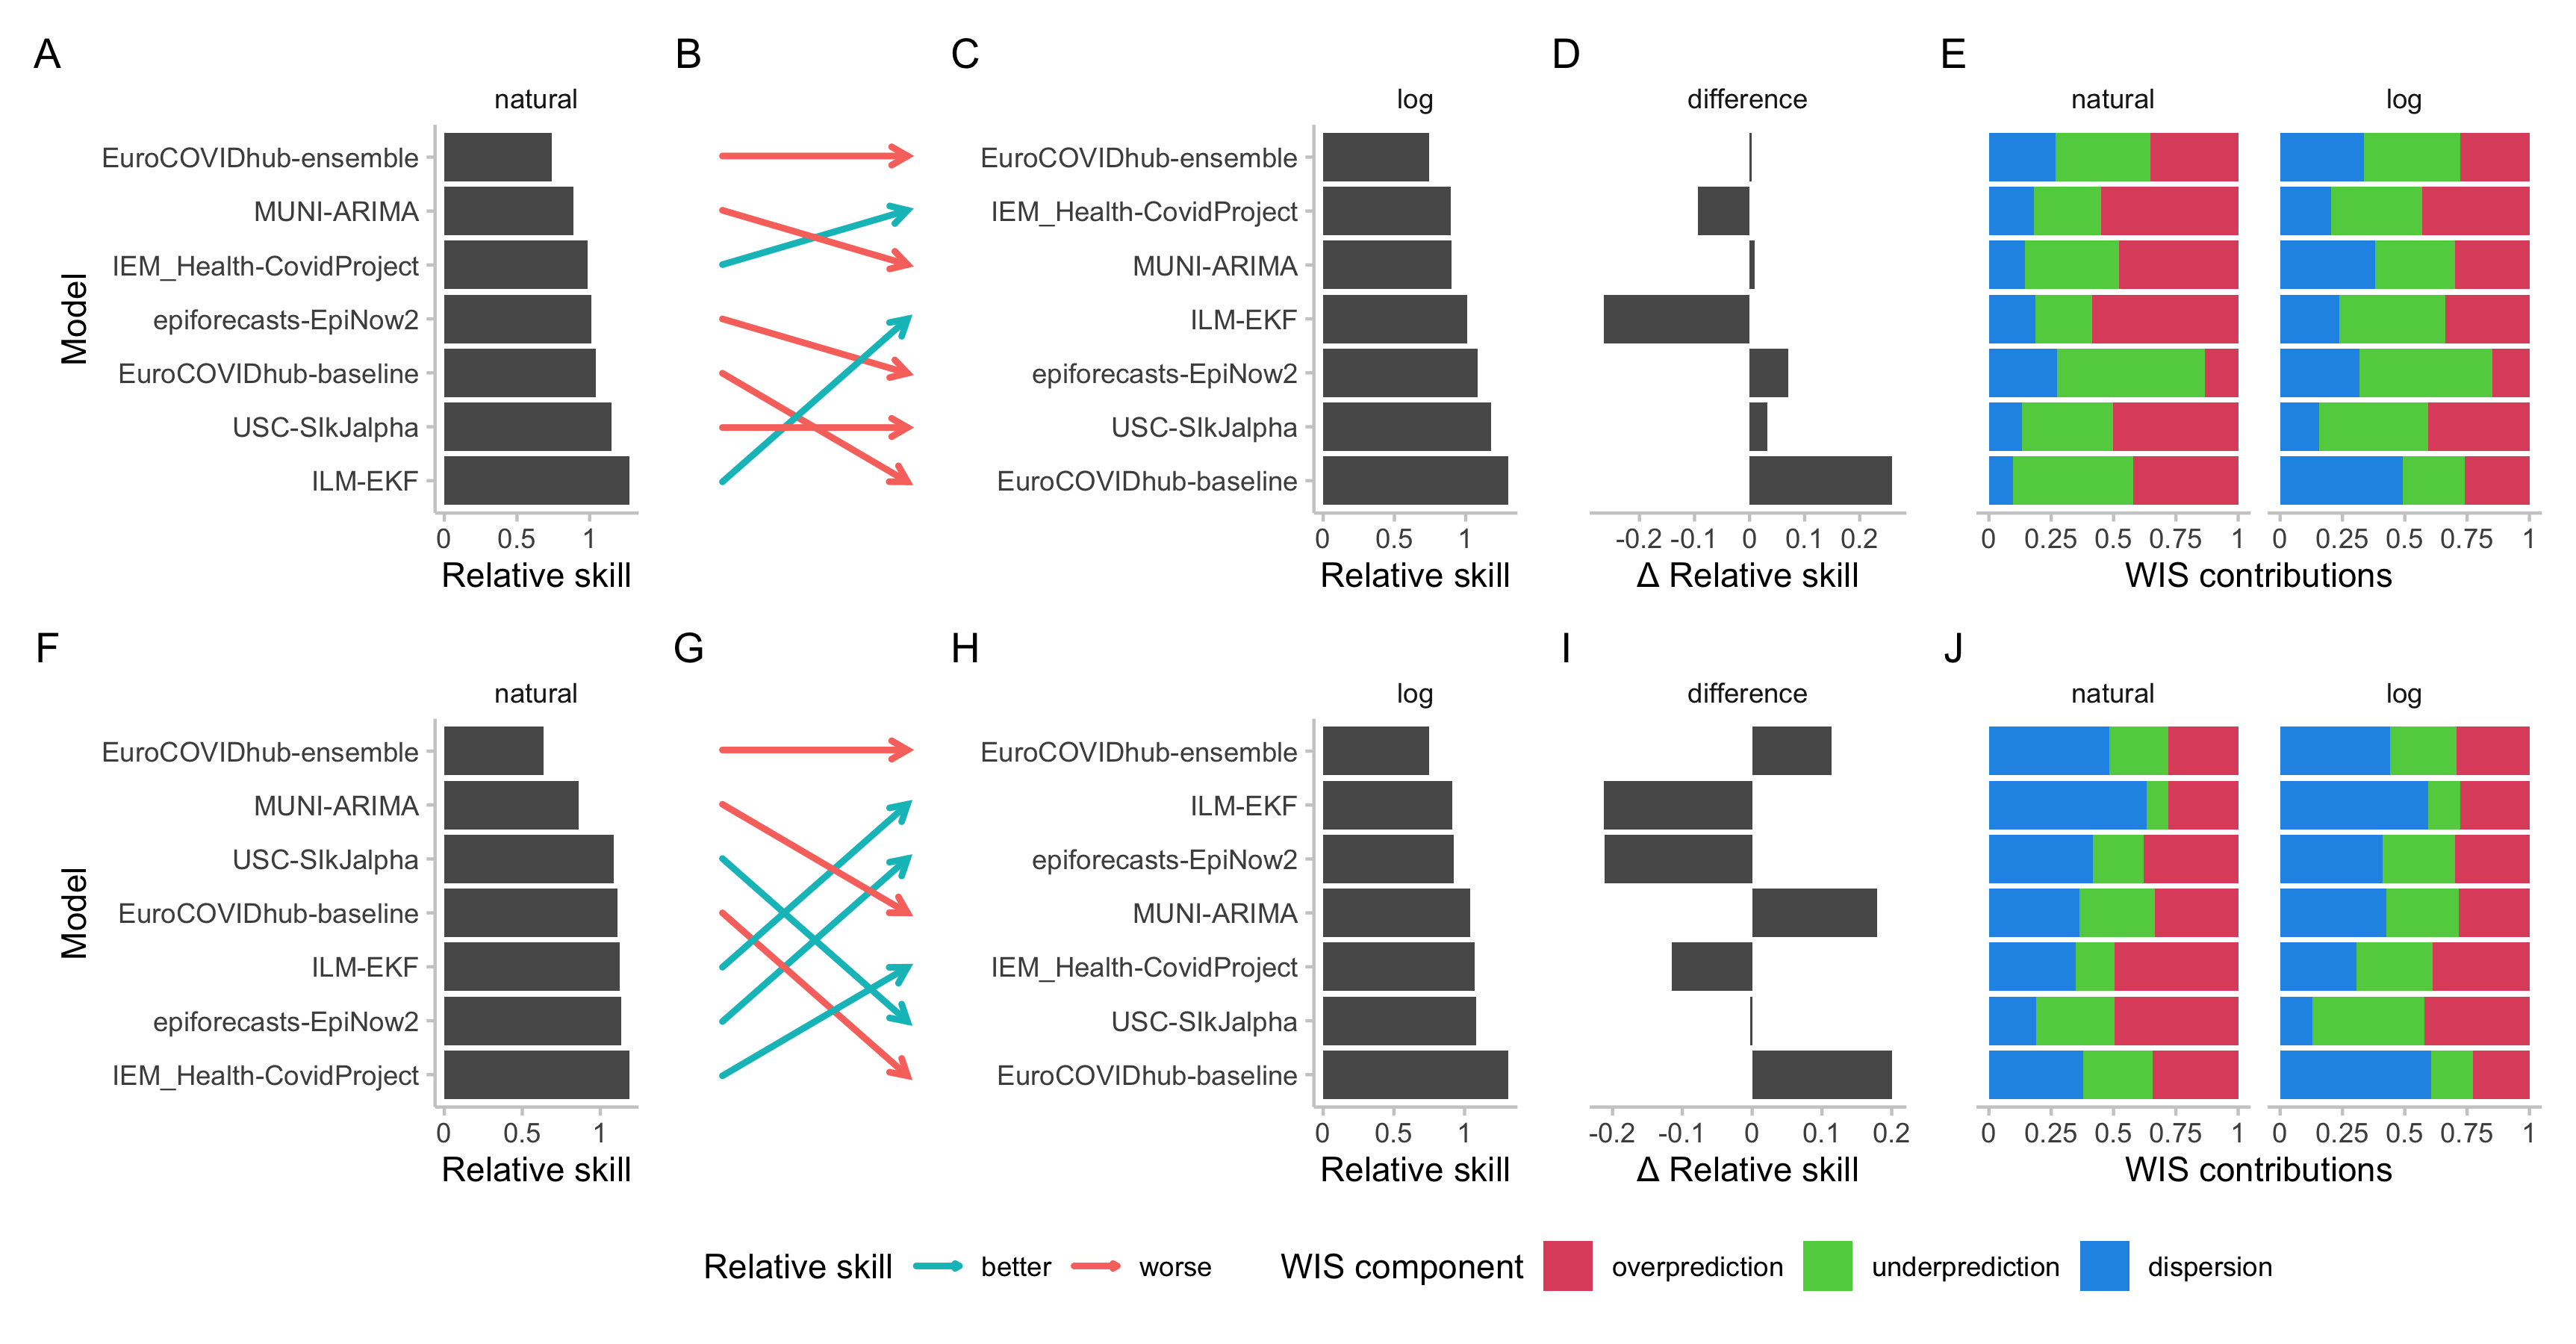 A
B
C
D
E
natural
log
difference
natural
log
Model
EuroCOVIDhub-ensemble
MUNI-ARIMA
IEM_Health-CovidProject
epiforecasts-EpiNow2
EuroCOVIDhub-baseline
USC-SIkJalpha
ILM-EKF
EuroCOVIDhub-ensemble
IEM_Health-CovidProject
MUNI-ARIMA
ILM-EKF
epiforecasts-EpiNow2
USC-SIkJalpha
EuroCOVIDhub-baseline
0 0.5 1
0 0.5 1
-0.2 -0.1 0 0.1 0.2
0 0.25 0.5 0.75 1
0 0.25 0.5 0.75 1
Relative skill
Relative skill
Δ Relative skill
WIS contributions
F
G
H
I
J
natural
log
difference
natural
log
Model
EuroCOVIDhub-ensemble
MUNI-ARIMA
USC-SIkJalpha
EuroCOVIDhub-baseline
ILM-EKF
epiforecasts-EpiNow2
IEM_Health-CovidProject
EuroCOVIDhub-ensemble
ILM-EKF
epiforecasts-EpiNow2
MUNI-ARIMA
IEM_Health-CovidProject
USC-SIkJalpha
EuroCOVIDhub-baseline
0 0.5 1
0 0.5 1
-0.2 -0.1 0 0.1 0.2
0 0.25 0.5 0.75 1
0 0.25 0.5 0.75 1
Relative skill
Relative skill
Δ Relative skill
WIS contributions
Relative skill better worse
WIS component overprediction underprediction dispersion